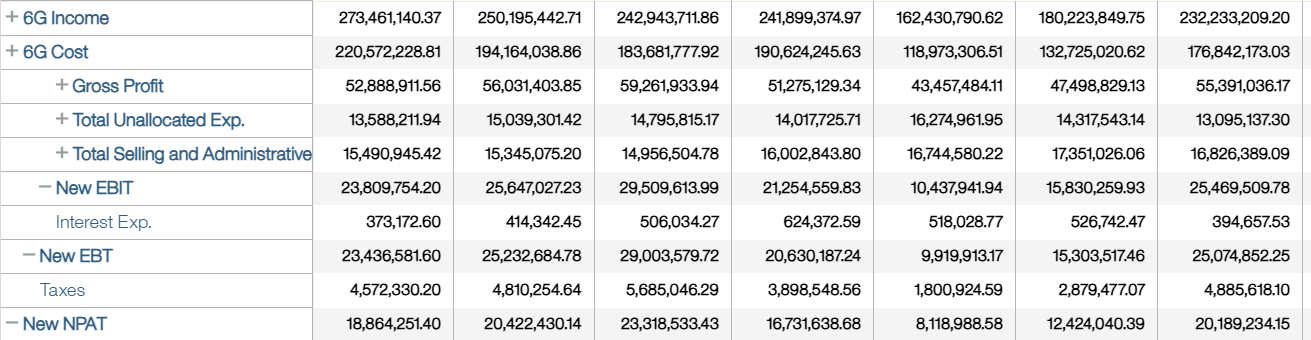 + 6G Income 273,461,140.37 250,195,442.71 242,943,711.86 241,899,374.97 162,430,790.62 180,223,849.75 232,233,209.20
+ 6G Cost 220,572,228.81 194,164,038.86 183,681,777.92 190,624,245.63 118,973,306.51 132,725,020.62 176,842,173.03
+ Gross Profit 52,888,911.56 56,031,403.85 59,261,933.94 51,275,129.34 43,457,484.11 47,498,829.13 55,391,036.17
+ Total Unallocated Exp. 13,588,211.94 15,039,301.42 14,795,815.17 14,017,725.71 16,274,961.95 14,317,543.14 13,095,137.30
+ Total Selling and Administrative 15,490,945.42 15,345,075.20 14,956,504.78 16,002,843.80 16,744,580.22 17,351,026.06 16,826,389.09
− New EBIT 23,809,754.20 25,647,027.23 29,509,613.99 21,254,559.83 10,437,941.94 15,830,259.93 25,469,509.78
Interest Exp. 373,172.60 414,342.45 506,034.27 624,372.59 518,028.77 526,742.47 394,657.53
− New EBT 23,436,581.60 25,232,684.78 29,003,579.72 20,630,187.24 9,919,913.17 15,303,517.46 25,074,852.25
Taxes 4,572,330.20 4,810,254.64 5,685,046.29 3,898,548.56 1,800,924.59 2,879,477.07 4,885,618.10
− New NPAT 18,864,251.40 20,422,430.14 23,318,533.43 16,731,638.68 8,118,988.58 12,424,040.39 20,189,234.15